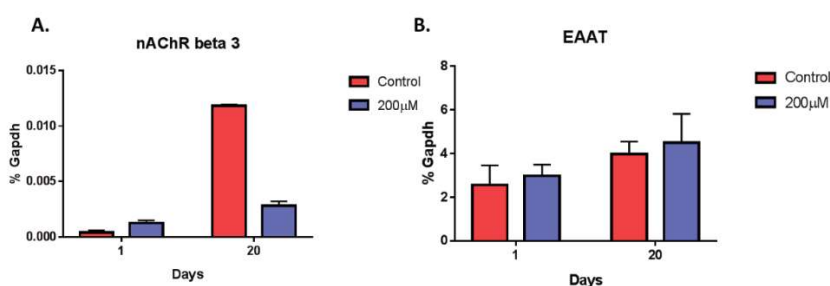 A.
nAChR beta 3
0.015
0.010
0.005
0.000
% Gapdh
1
20
Days
Control
200μM
B.
EAAT
8
6
4
2
0
% Gapdh
1
20
Days
Control
200μM